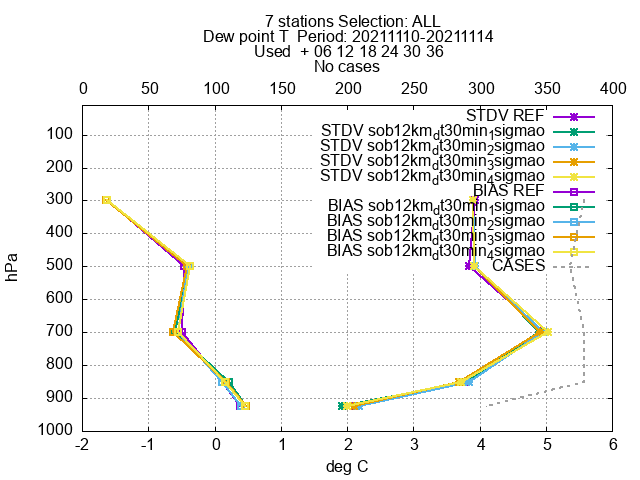 7 stations Selection: ALL
Dew point T  Period: 20211110-20211114
Used  + 06 12 18 24 30 36
No cases
0 50 100 150 200 250 300 350 400
STDV REF
STDV sob12km_dt30min_1sigmao
STDV sob12km_dt30min_2sigmao
STDV sob12km_dt30min_3sigmao
STDV sob12km_dt30min_4sigmao
BIAS REF
BIAS sob12km_dt30min_1sigmao
BIAS sob12km_dt30min_2sigmao
BIAS sob12km_dt30min_3sigmao
BIAS sob12km_dt30min_4sigmao
CASES
hPa
100
200
300
400
500
600
700
800
900
1000
-2 -1 0 1 2 3 4 5 6
deg C